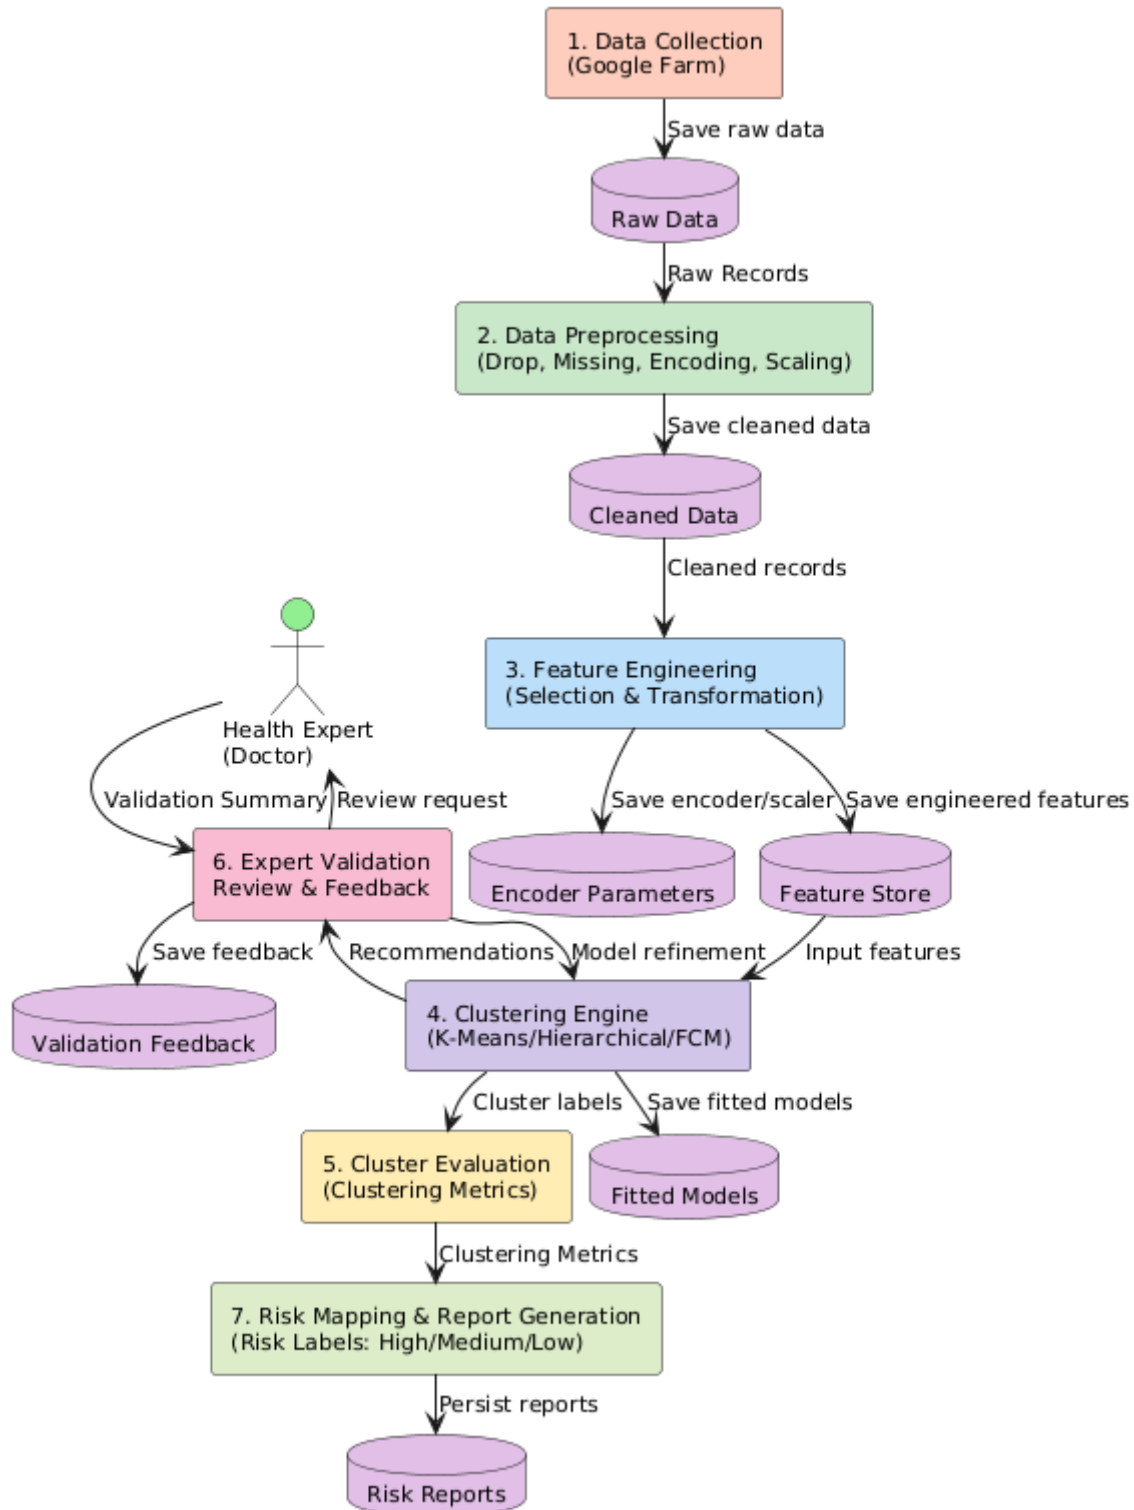 1. Data Collection
(Google Farm)
Save raw data
Raw Data
Raw Records
2. Data Preprocessing
(Drop, Missing, Encoding, Scaling)
Save cleaned data
Cleaned Data
Cleaned records
3. Feature Engineering
(Selection & Transformation)
Health Expert
(Doctor)
Validation Summary
Review request
Save encoder/scaler
Save engineered features
6. Expert Validation
Review & Feedback
Encoder Parameters
Feature Store
Save feedback
Recommendations
Model refinement
Input features
Validation Feedback
4. Clustering Engine
(K-Means/Hierarchical/FCM)
Cluster labels
Save fitted models
5. Cluster Evaluation
(Clustering Metrics)
Fitted Models
Clustering Metrics
7. Risk Mapping & Report Generation
(Risk Labels: High/Medium/Low)
Persist reports
Risk Reports